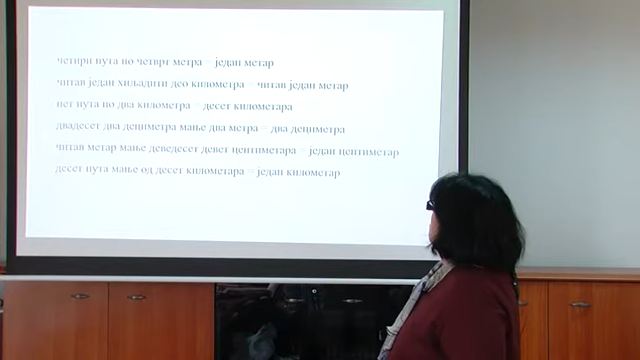 четири пута по четврт метра = један метар
читав један хиљадити део километра = читав један метар
пет пута по два километра = десет километара
двадесет два дециметра мање два метра = два дециметра
читав метар мање деведесет девет центиметара = један центиметар
десет пута мање од десет километара = један километар